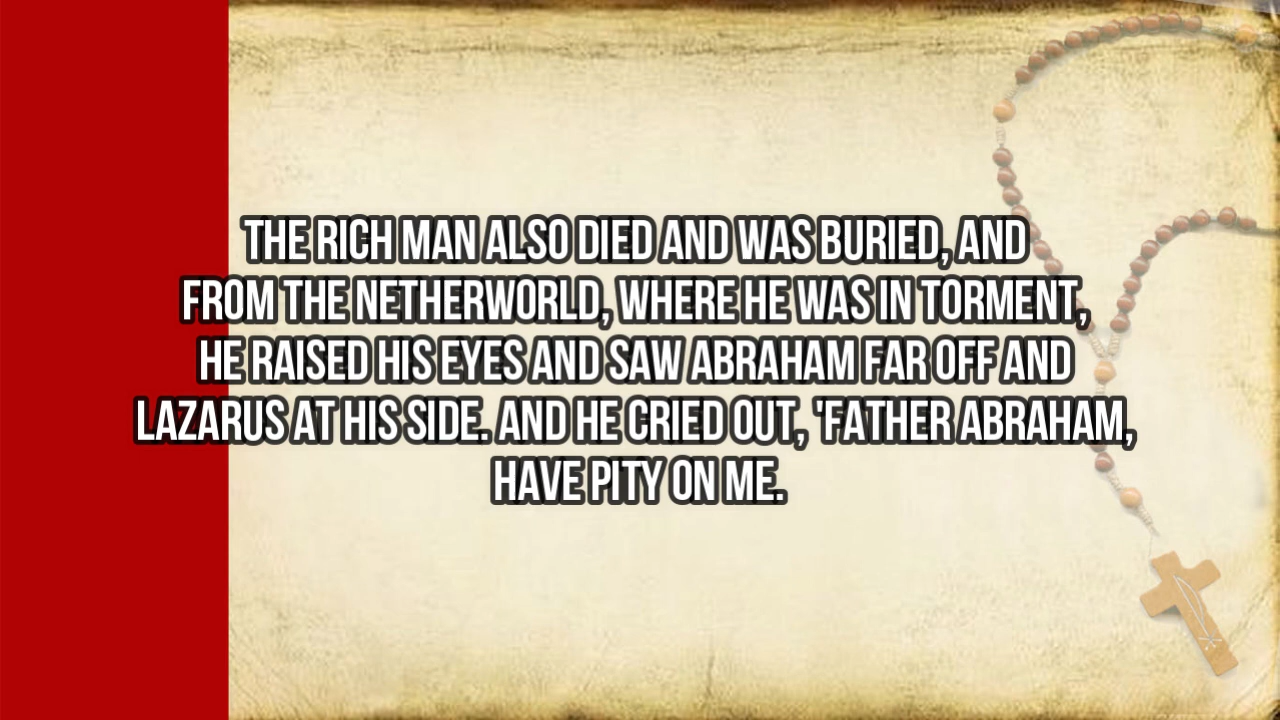 THE RICH MAN ALSO DIED AND WAS BURIED, AND
FROM THE NETHERWORLD, WHERE HE WAS IN TORMENT,
HE RAISED HIS EYES AND SAW ABRAHAM FAR OFF AND
LAZARUS AT HIS SIDE. AND HE CRIED OUT, 'FATHER ABRAHAM,
HAVE PITY ON ME.